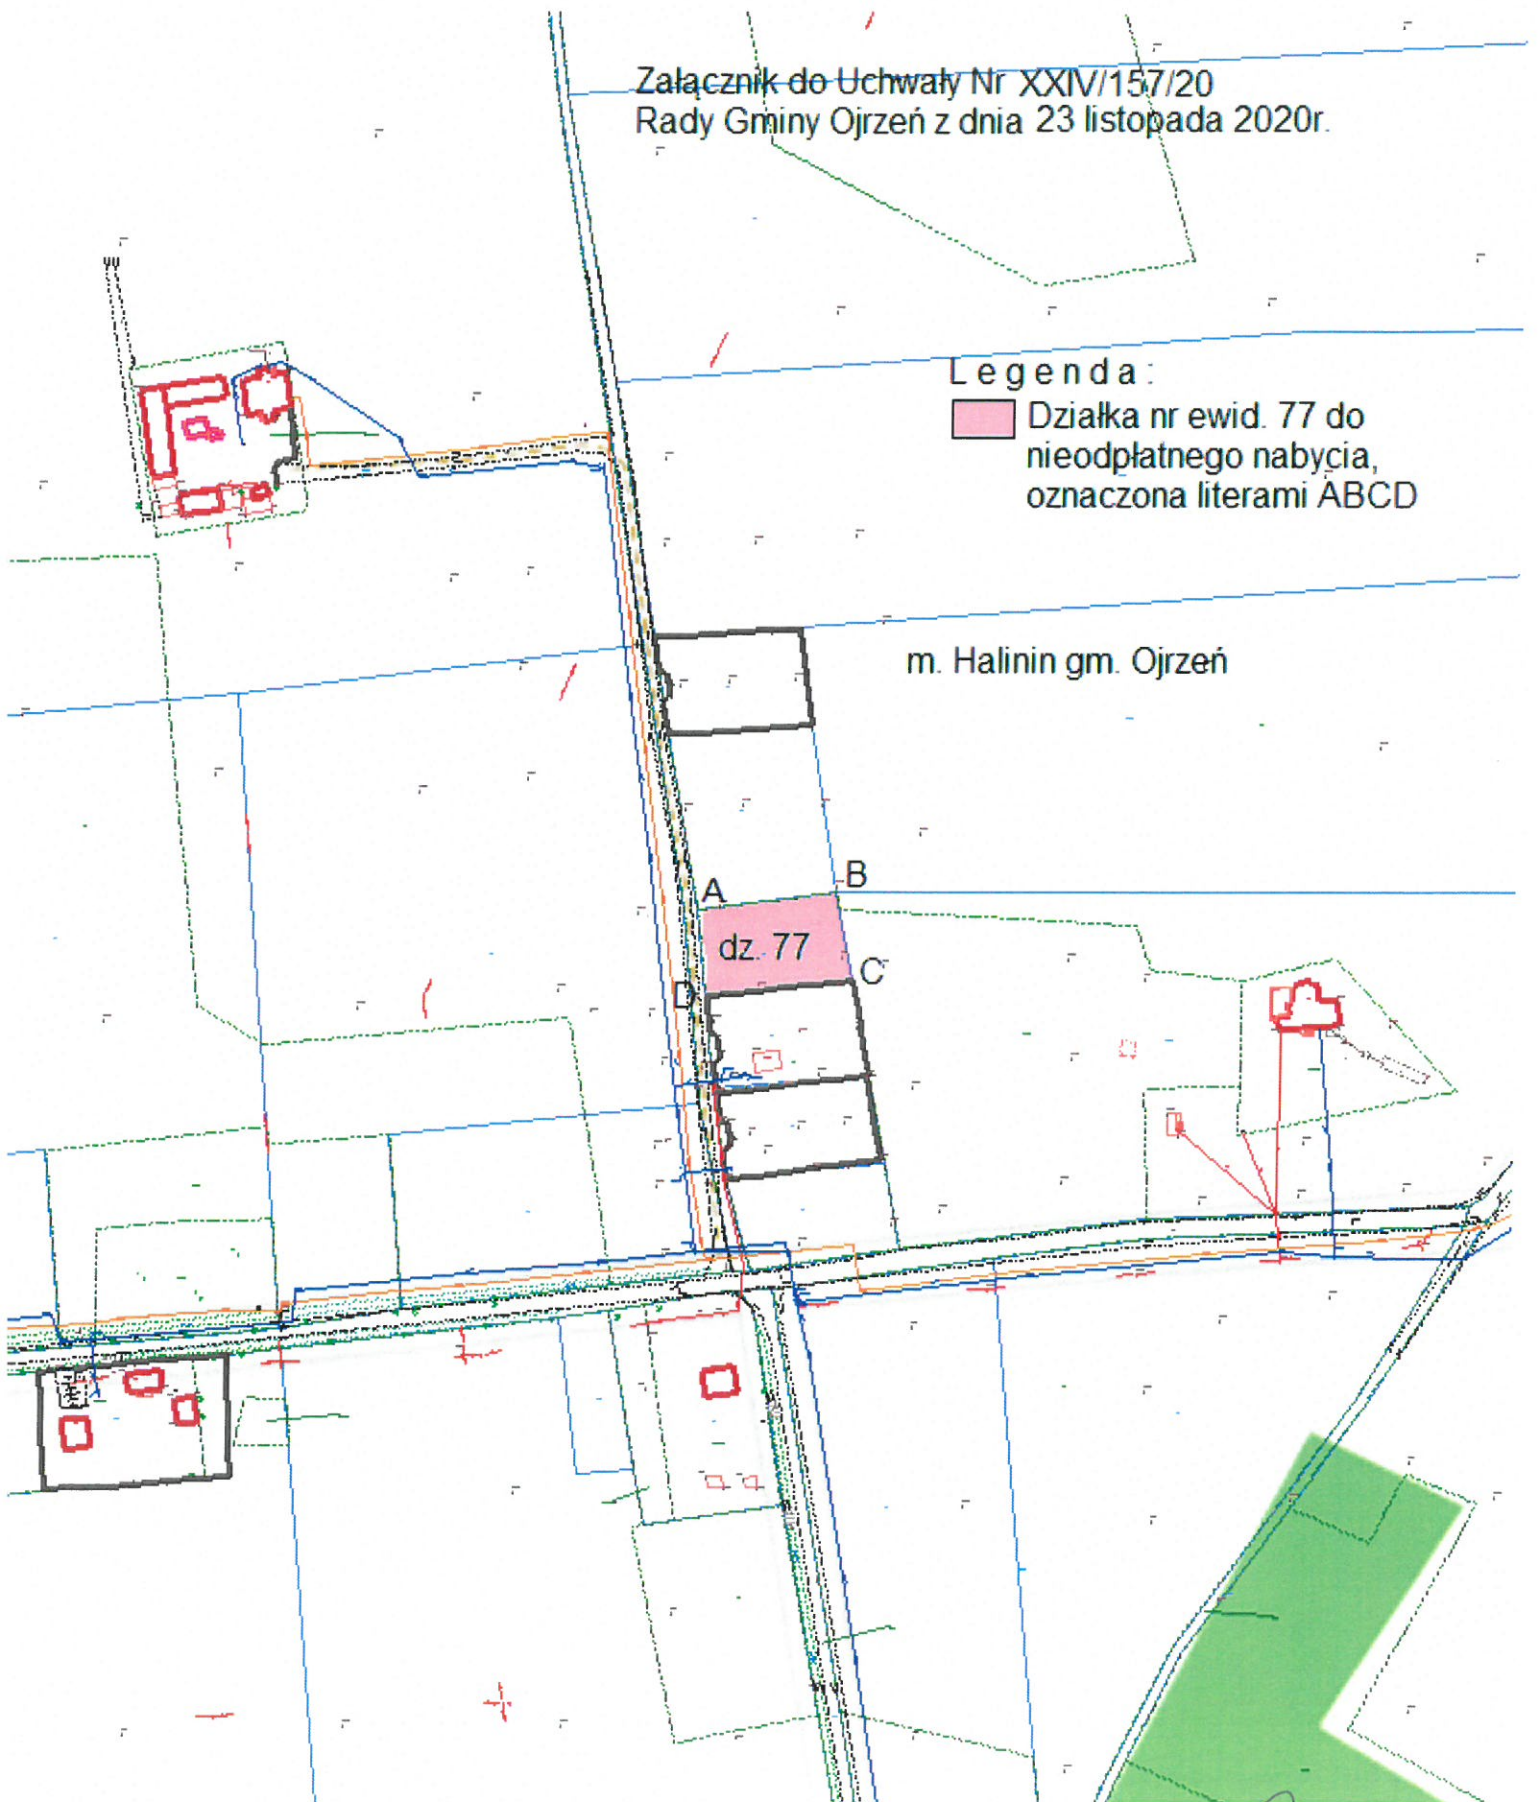 Załącznik do Uchwały Nr XXIV/157/20
Rady Gminy Ojrzeń z dnia 23 listopada 2020r.
Legenda :
Działka nr ewid. 77 do
nieodpłatnego nabycia,
oznaczona literami ABCD
m. Halinin gm. Ojrzeń
A
B
dz. 77
C
D